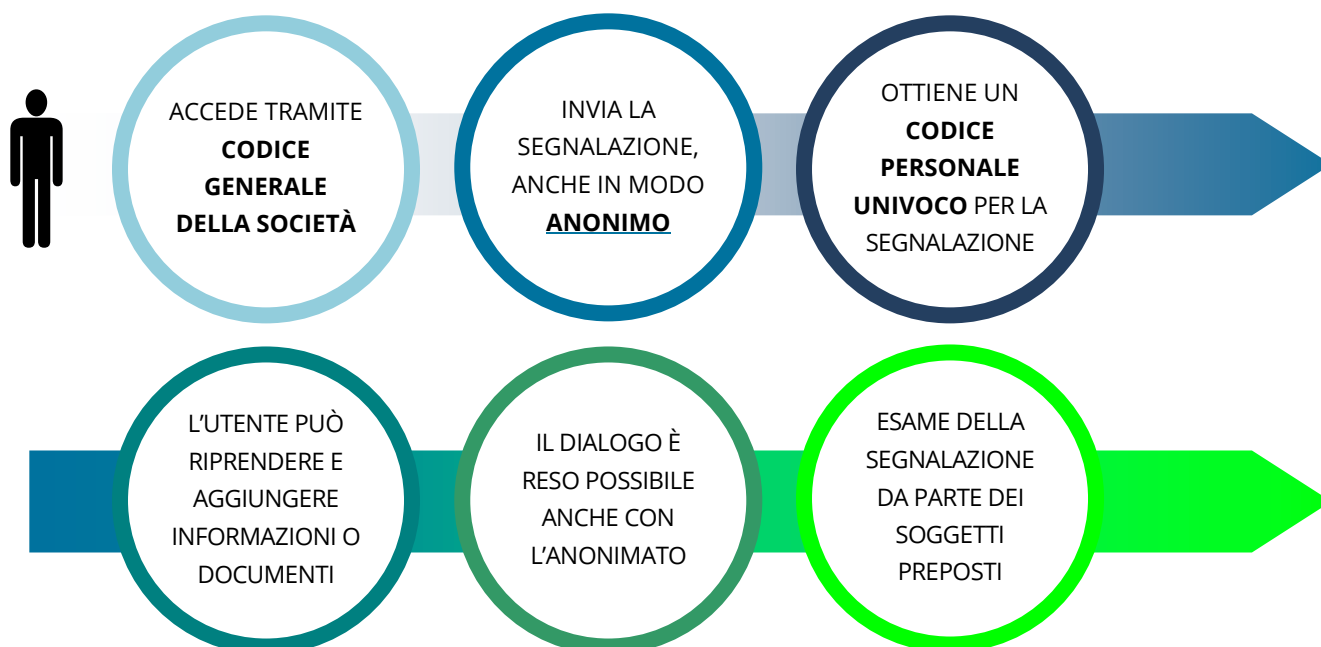 ACCEDE TRAMITE
CODICE
GENERALE
DELLA SOCIETÀ
INVIA LA
SEGNALAZIONE,
ANCHE IN MODO
ANONIMO
OTTIENE UN
CODICE
PERSONALE
UNIVOCO PER LA
SEGNALAZIONE
L’UTENTE PUÒ
RIPRENDERE E
AGGIUNGERE
INFORMAZIONI O
DOCUMENTI
IL DIALOGO È
RESO POSSIBILE
ANCHE CON
L’ANONIMATO
ESAME DELLA
SEGNALAZIONE
DA PARTE DEI
SOGGETTI
PREPOSTI